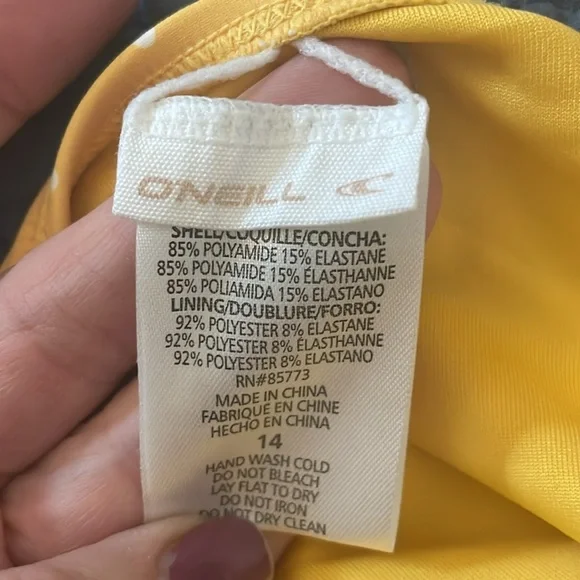 O'NEILL
SHELL/COQUILLE/CONCHA:
85% POLYAMIDE 15% ELASTANE
85% POLYAMIDE 15% ÉLASTHANNE
85% POLIAMIDA 15% ELASTANO
LINING/DOUBLURE/FORRO:
92% POLYESTER 8% ELASTANE
92% POLYESTER 8% ÉLASTHANNE
92% POLYESTER 8% ELASTANO
RN#85773
MADE IN CHINA
FABRIQUÉ EN CHINE
HECHO EN CHINA
14
HAND WASH COLD
DO NOT BLEACH
LAY FLAT TO DRY
DO NOT IRON
DO NOT DRY CLEAN